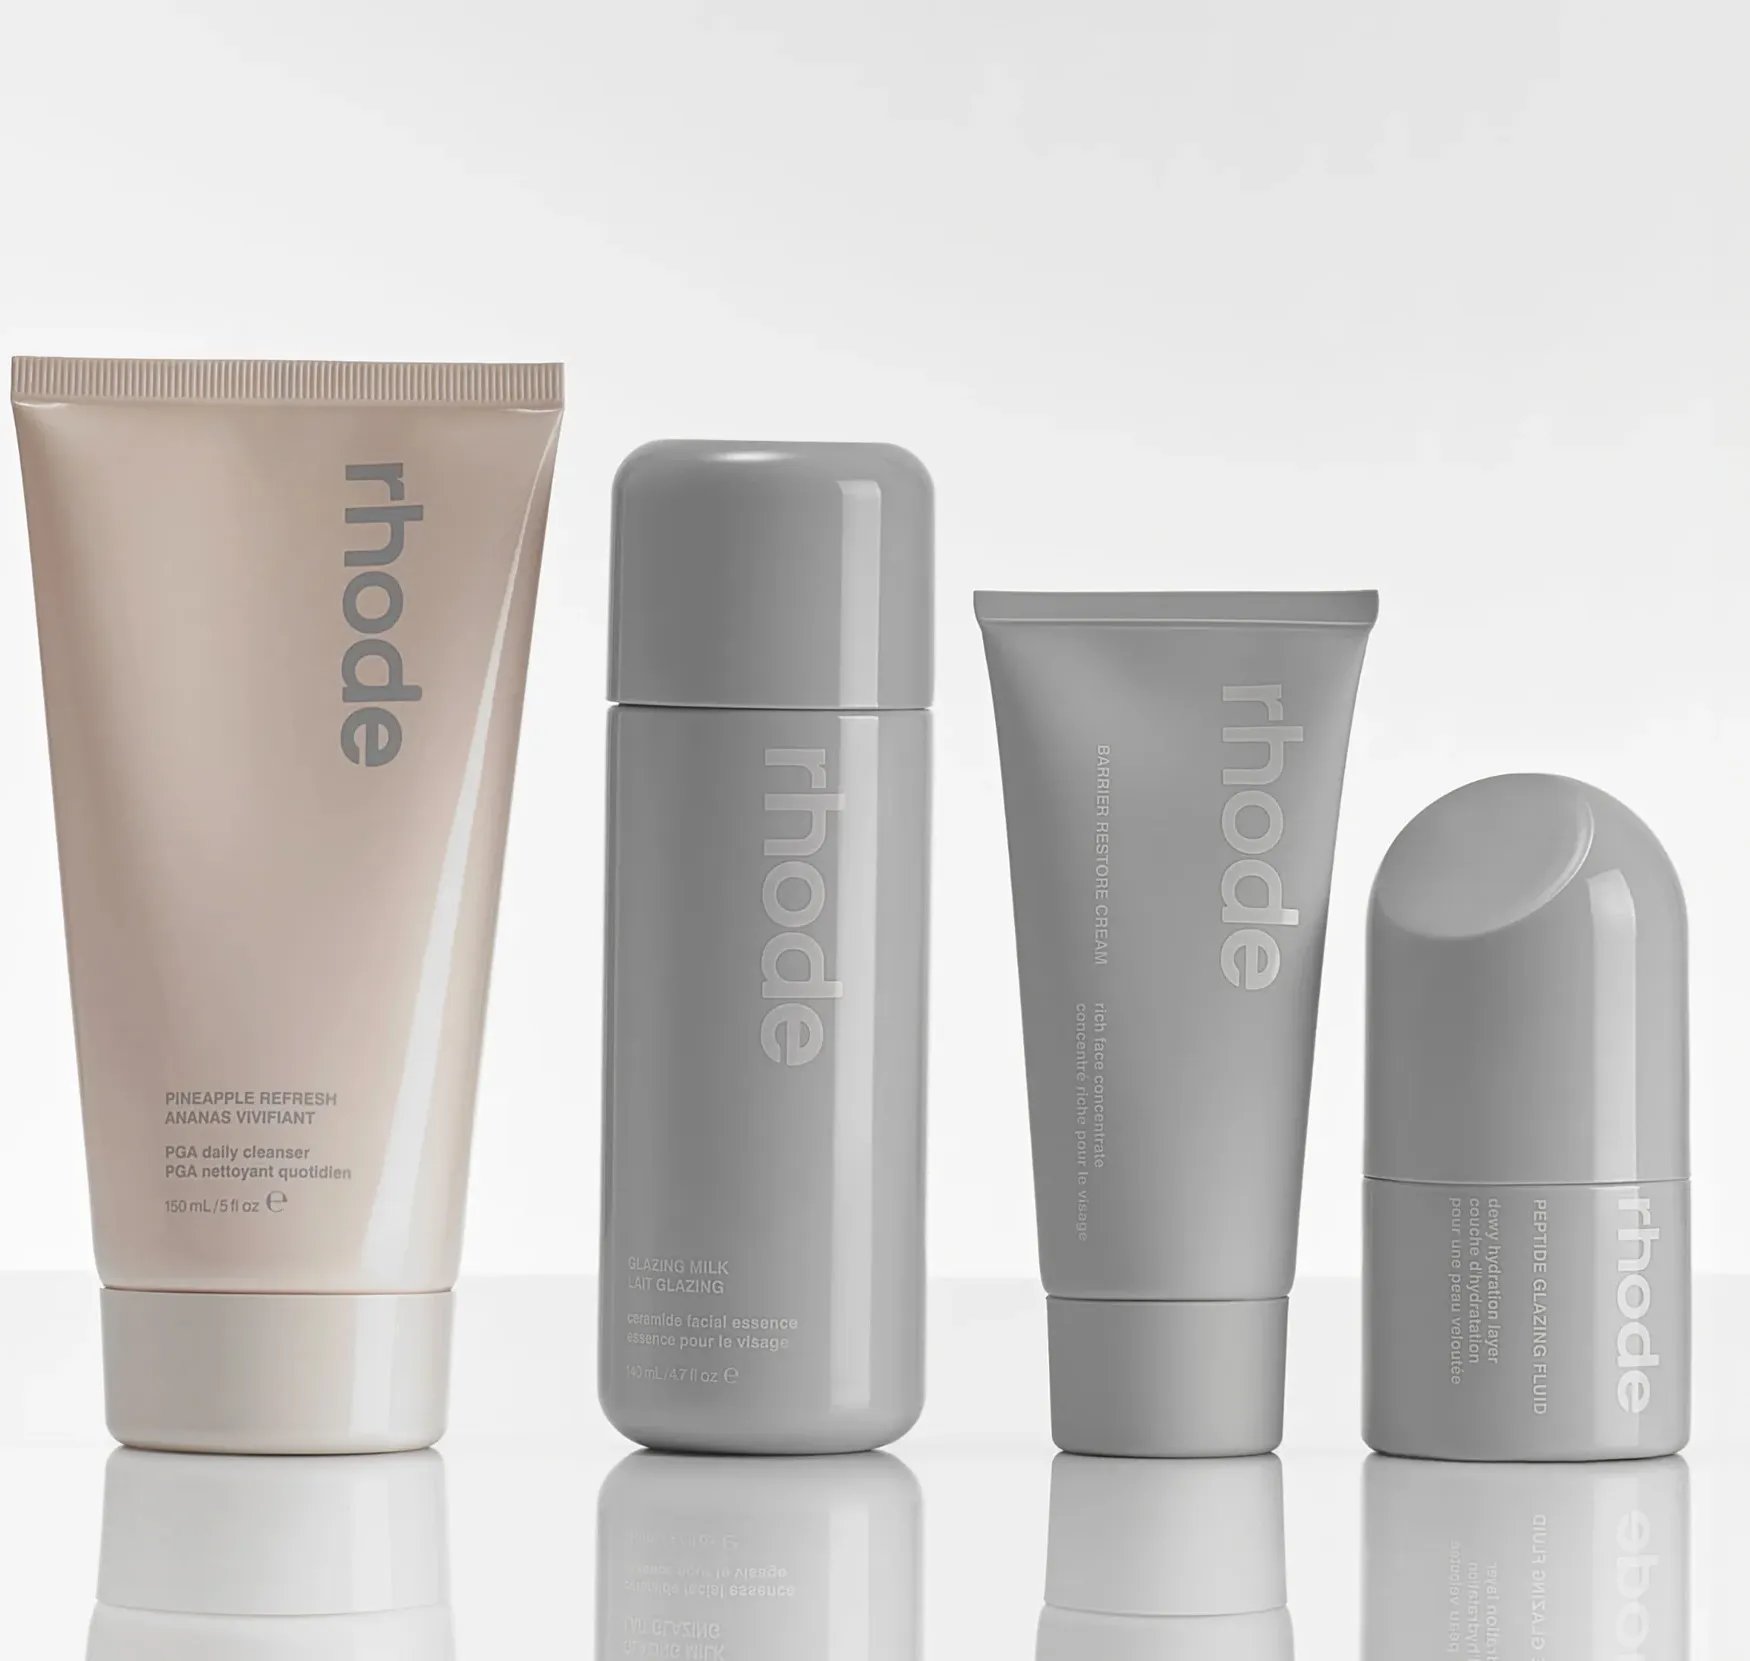 rhode
PINEAPPLE REFRESH
ANANAS VIVIFIANT
PGA daily cleanser
PGA nettoyant quotidien
150 mL/5 fl oz ℮
rhode
GLAZING MILK
LAIT GLAZING
ceramide facial essence
essence pour le visage
140 mL/4.7 fl oz ℮
rhode
BARRIER RESTORE CREAM
rich face concentrate
concentré riche pour le visage
rhode
PEPTIDE GLAZING FLUID
dewy hydration layer
couche d'hydratation
pour une peau veloutée